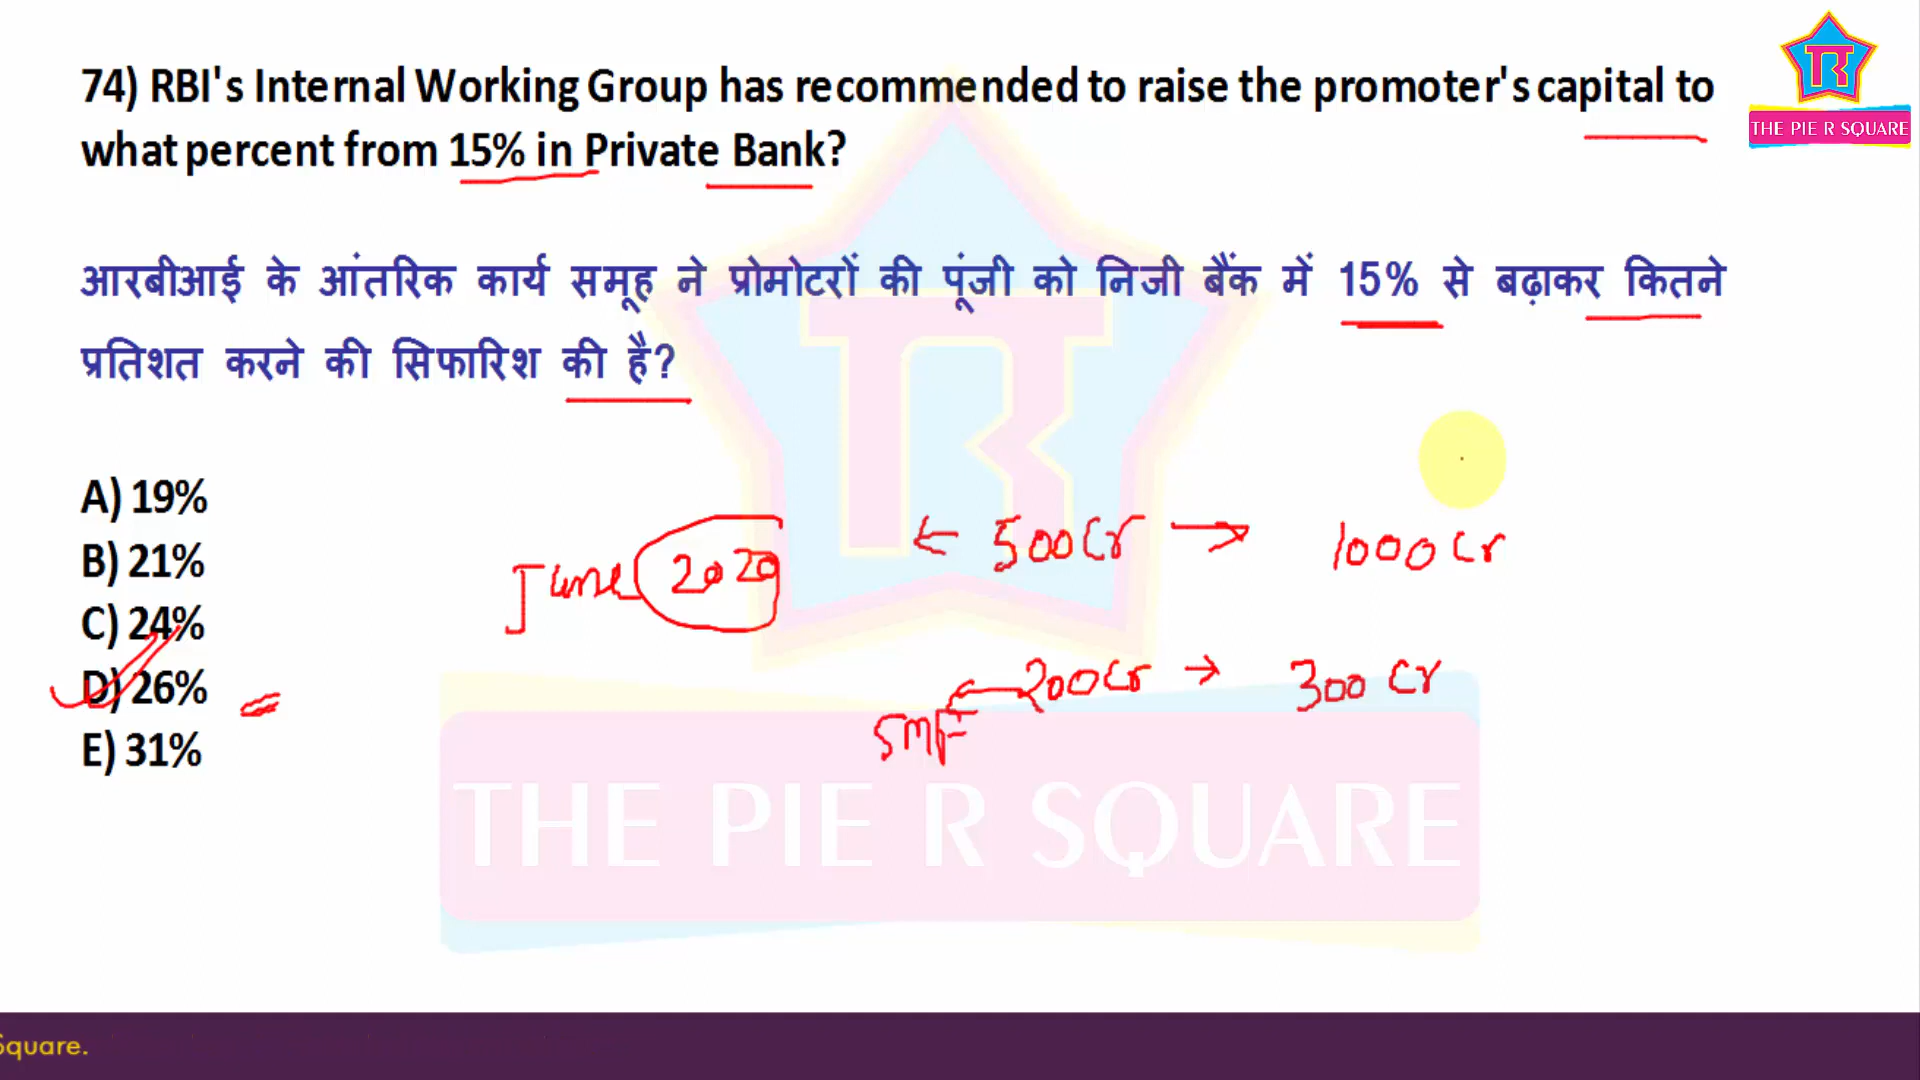 74) RBI's Internal Working Group has recommended to raise the promoter's capital to
what percent from 15% in Private Bank?
THE PIE R SQUARE
आरबीआई के आंतरिक कार्य समूह ने प्रोमोटरों की पूंजी को निजी बैंक में 15% से बढ़ाकर कितने
प्रतिशत करने की सिफारिश की है?
A) 19%
B) 21%
C) 24%
D) 26%
E) 31%
June 2020
← 500 Cr → 1000 Cr
← 200 Cr → 300 Cr
THE PIE R SQUARE
Square.